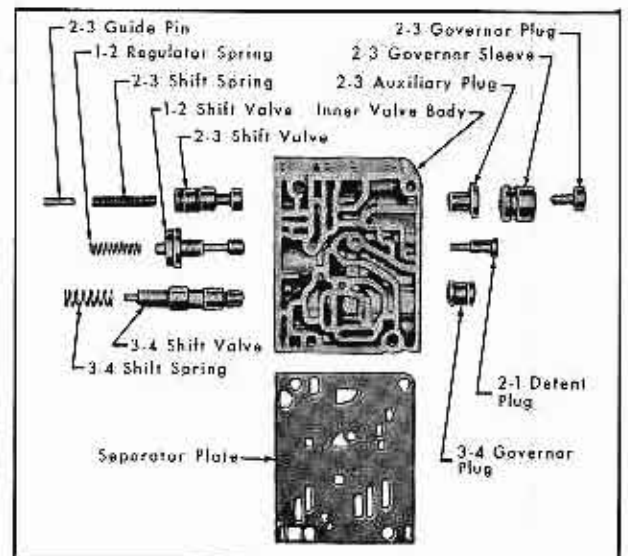 2-3 Guide Pin
1-2 Regulator Spring
2-3 Shift Spring
1-2 Shift Valve
2-3 Shift Valve
Inner Valve Body
2-3 Governor Plug
2-3 Governor Sleeve
2-3 Auxiliary Plug
3-4 Shift Valve
3-4 Shift Spring
2-1 Detent
Plug
3-4 Governor
Plug
Separator Plate